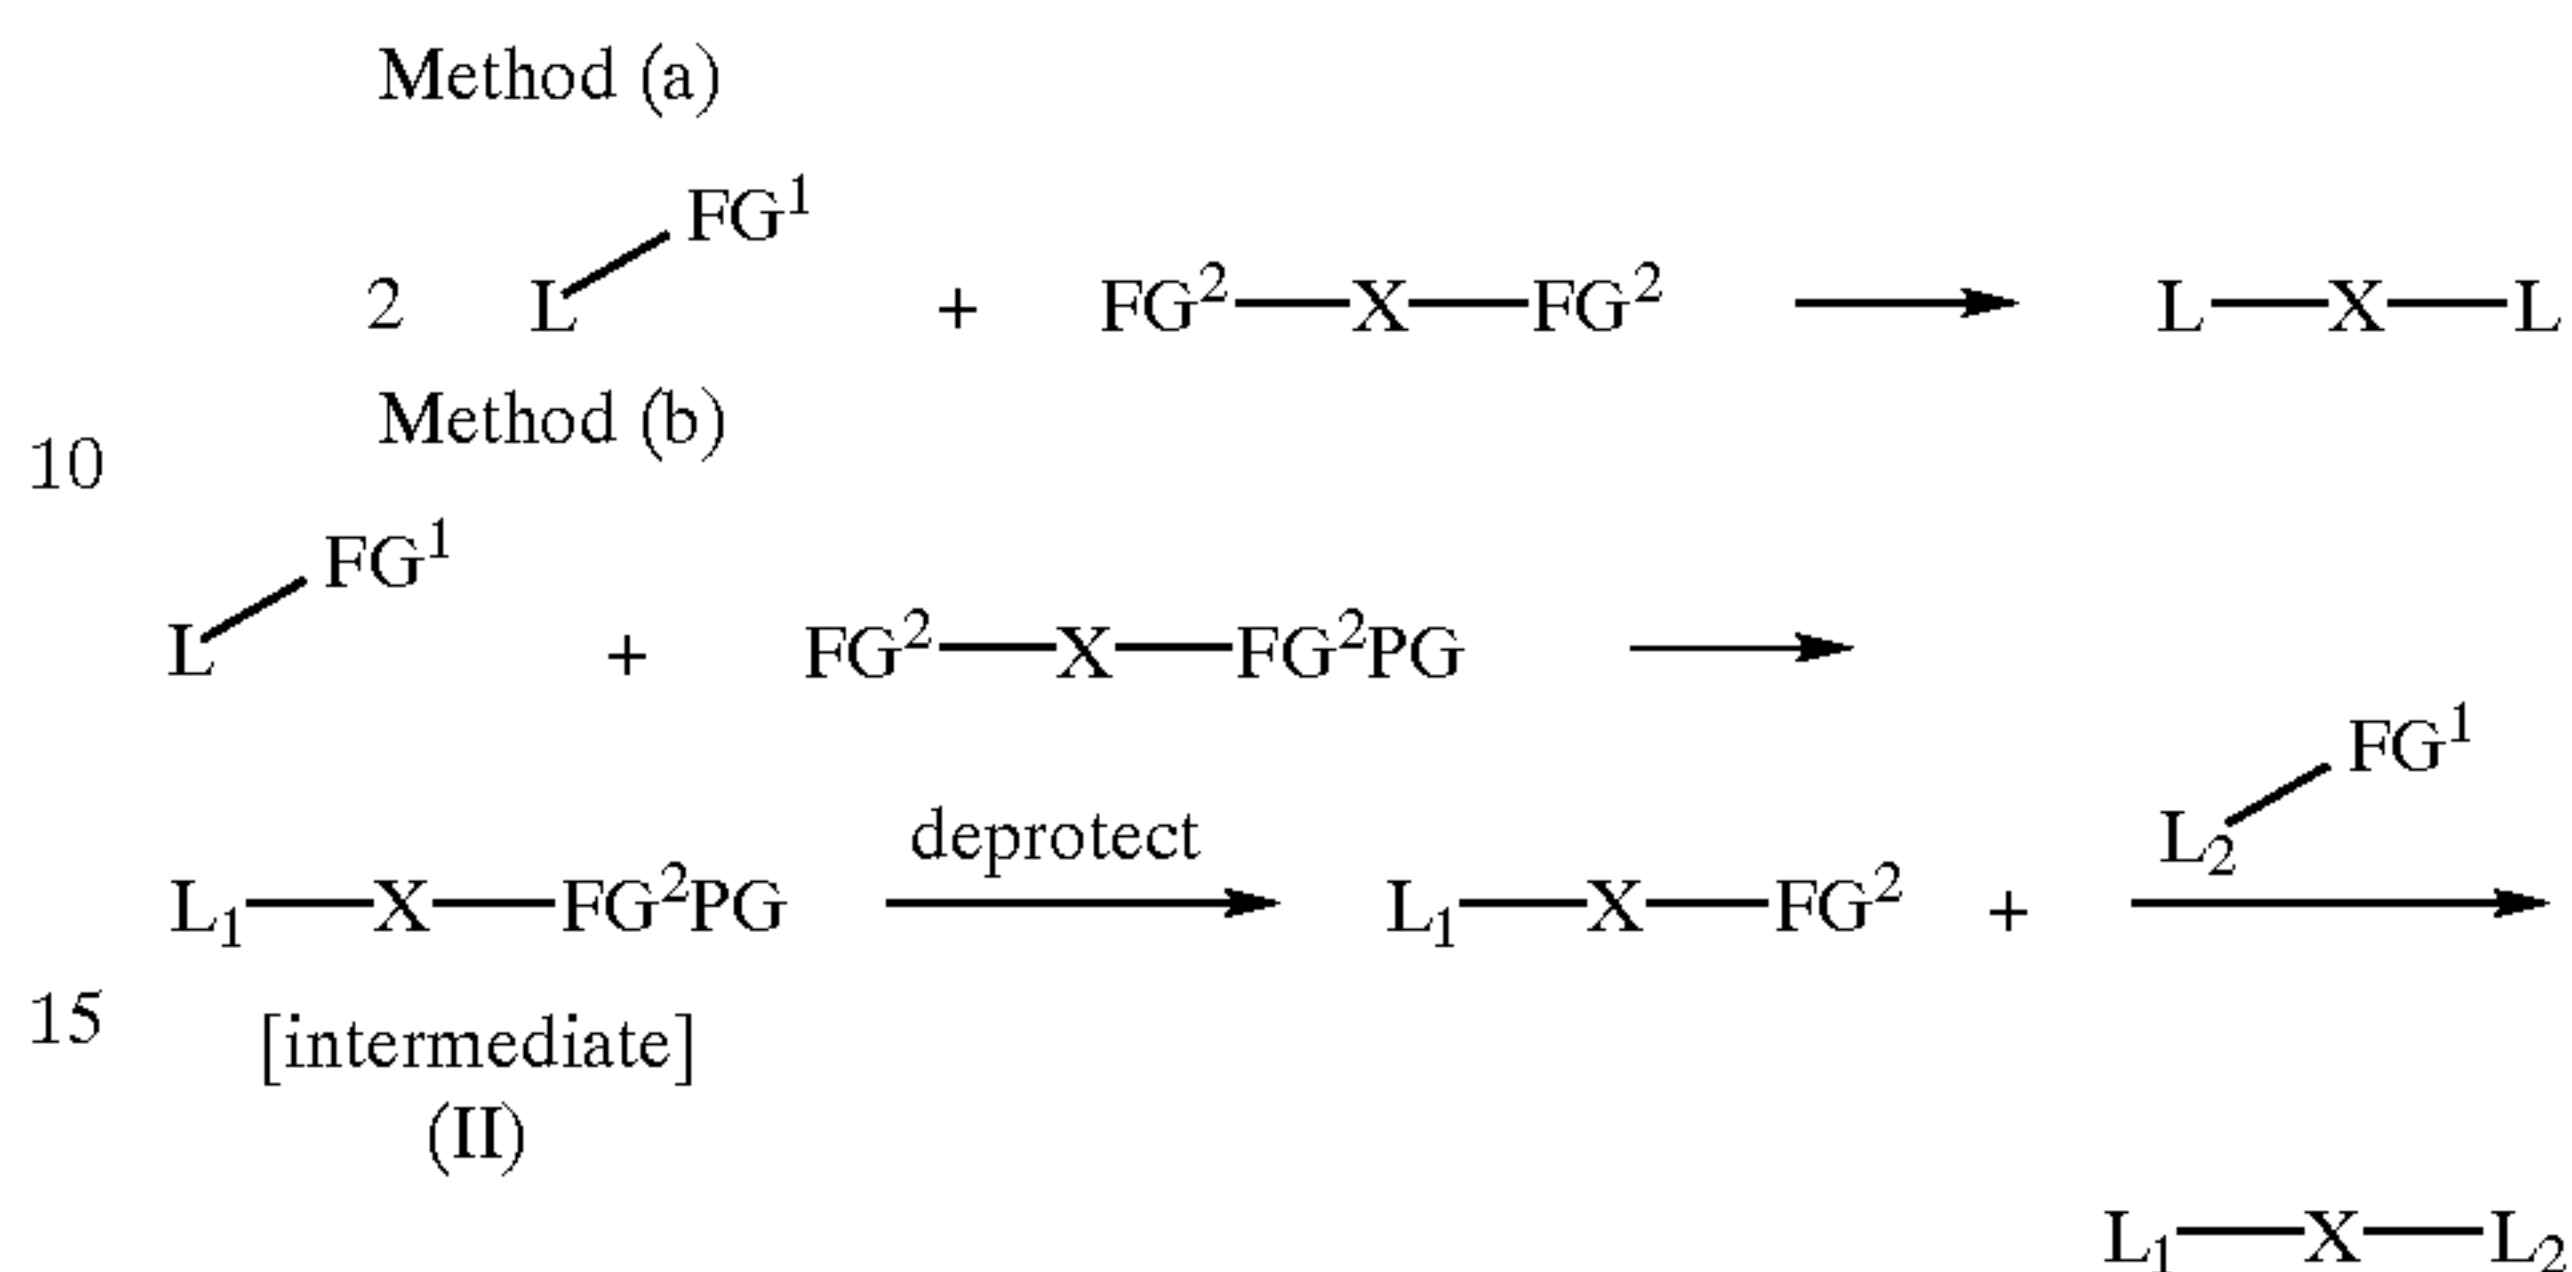 Method (a)
FG¹
2 L + FG²—X—FG² ⟶ L—X—L
Method (b)
10
FG¹
L + FG²—X—FG²PG ⟶
FG¹
L₂
deprotect
L₁—X—FG²PG ⟶ L₁—X—FG² + ⟶
15
[intermediate]
(II)
L₁—X—L₂